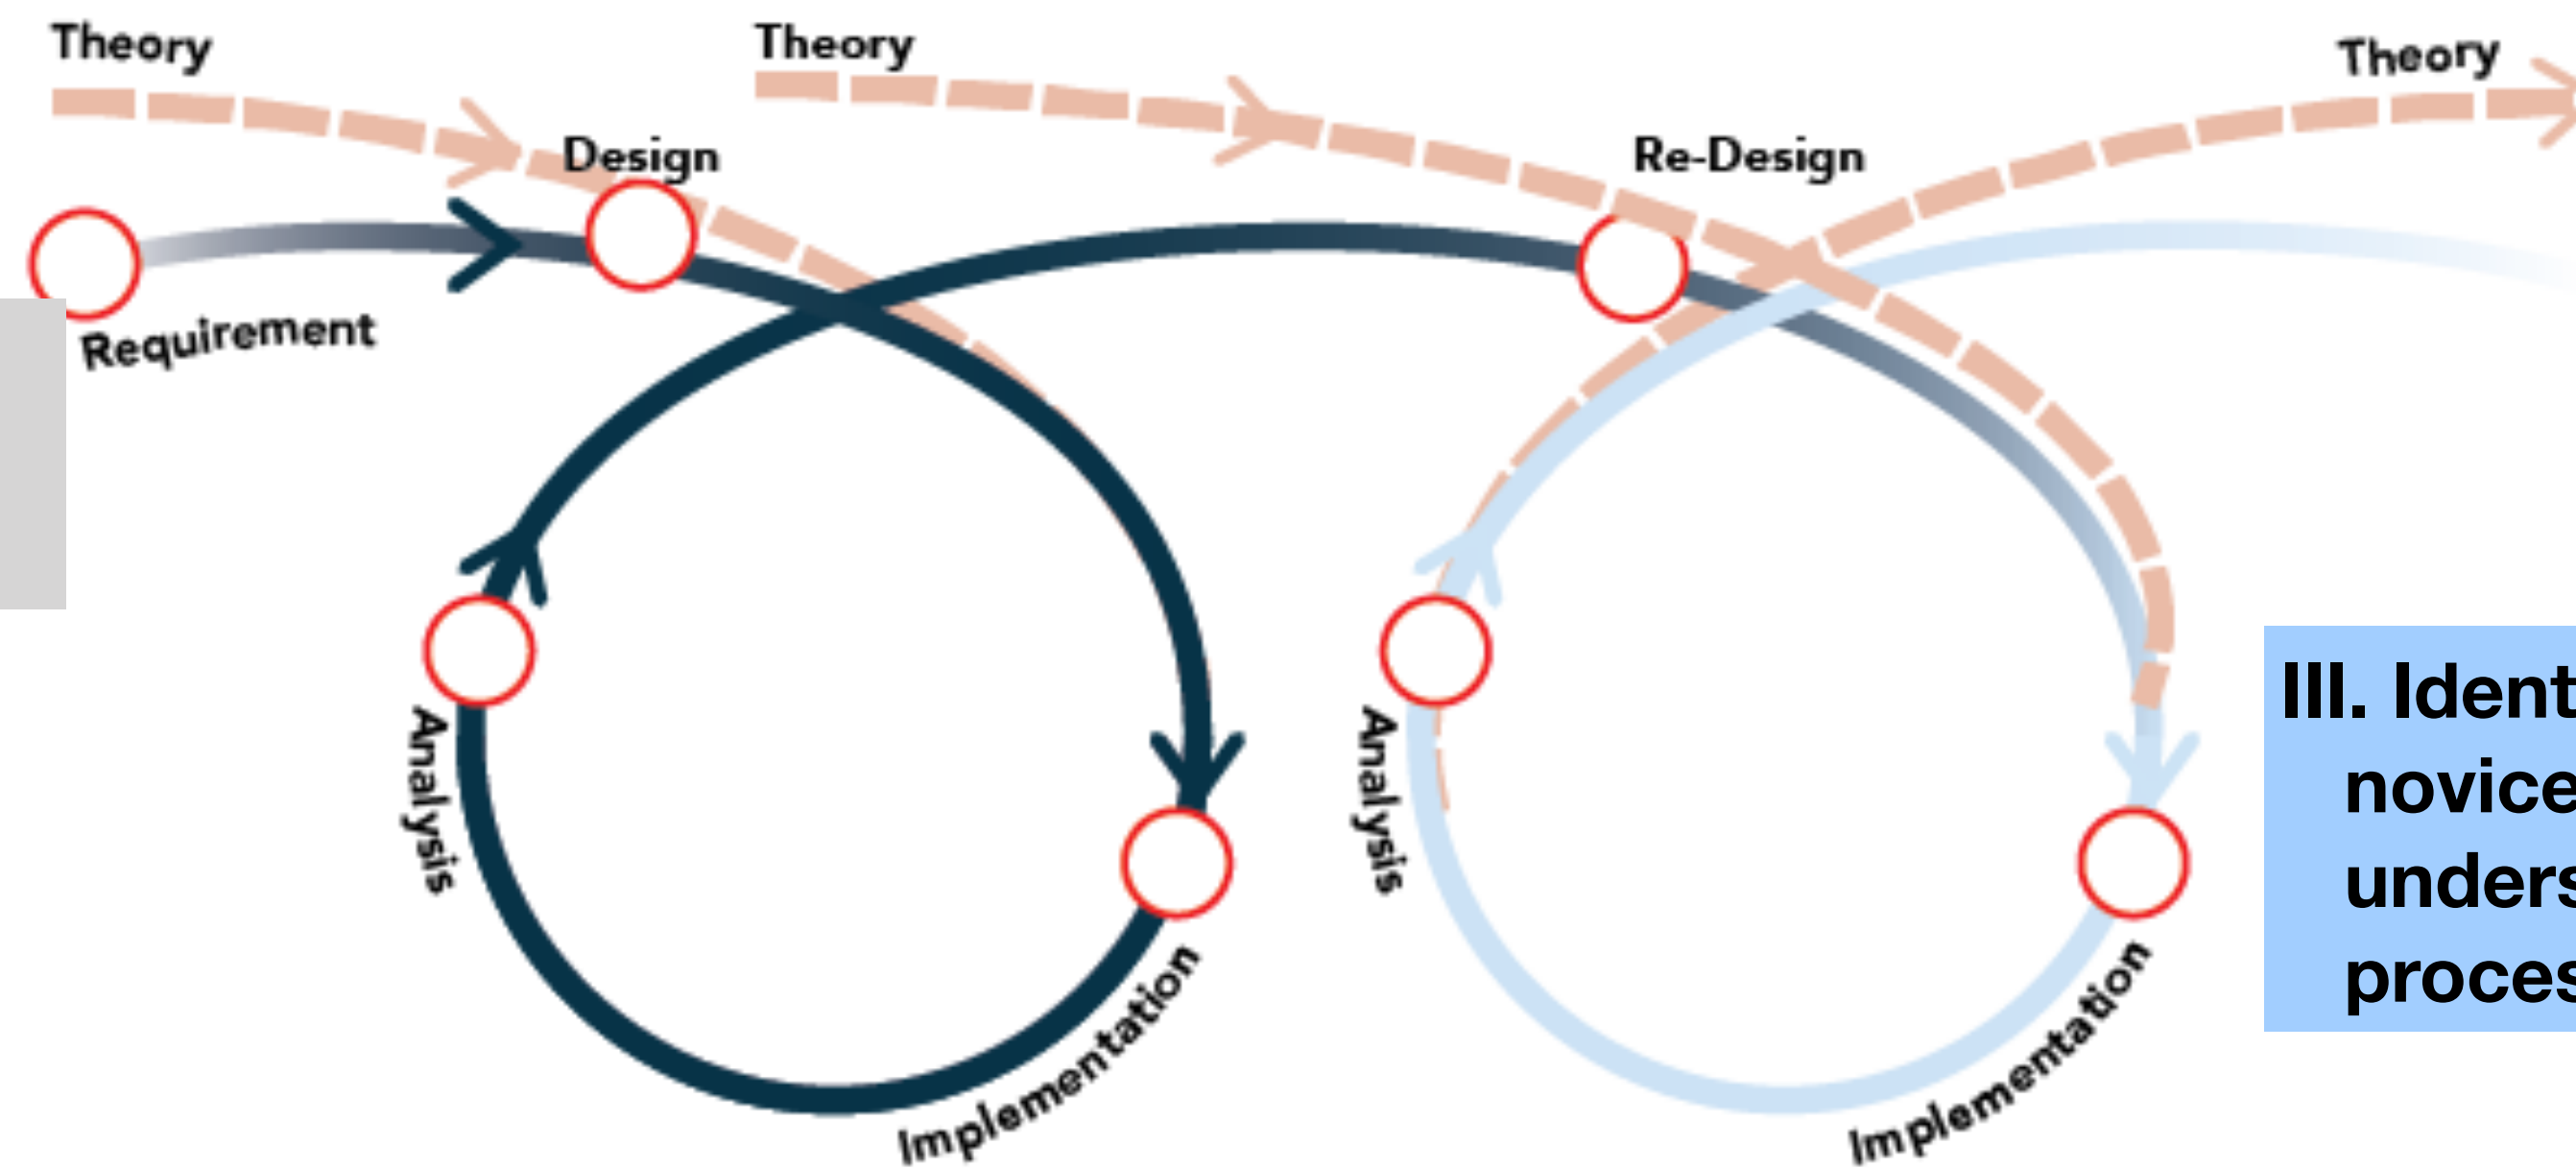 Theory
Theory
Theory
Design
Re-Design
Requirement
Analysis
Implementation
Analysis
Implementation
III. Ident
novice
unders
proces